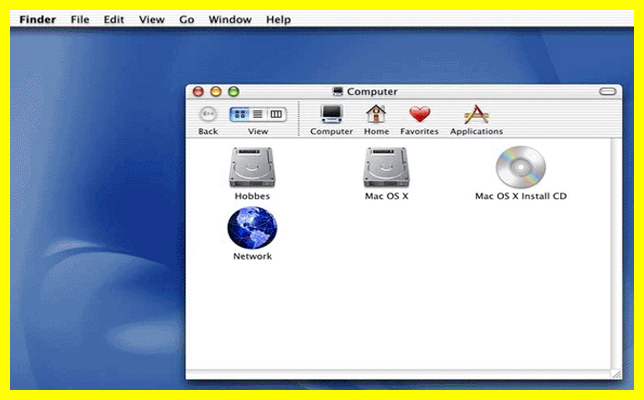 Finder File Edit View Go Window Help
Computer
Back View Computer Home Favorites Applications
Hobbes Mac OS X Mac OS X Install CD
Network